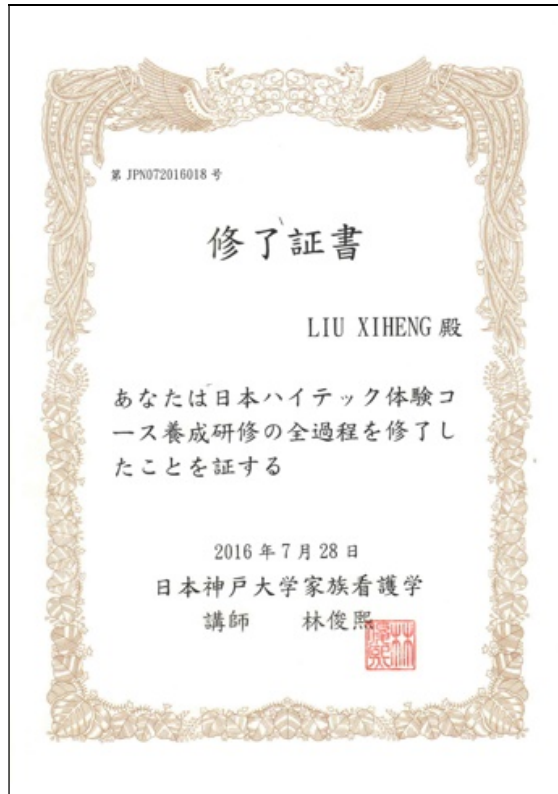 第 JPN072016018 号
修了証書
LIU XIHENG 殿
あなたは日本ハイテック体験コ
ース養成研修の全過程を修了し
たことを証する
2016 年 7 月 28 日
日本神戸大学家族看護学
講師 林俊熙
林俊熙